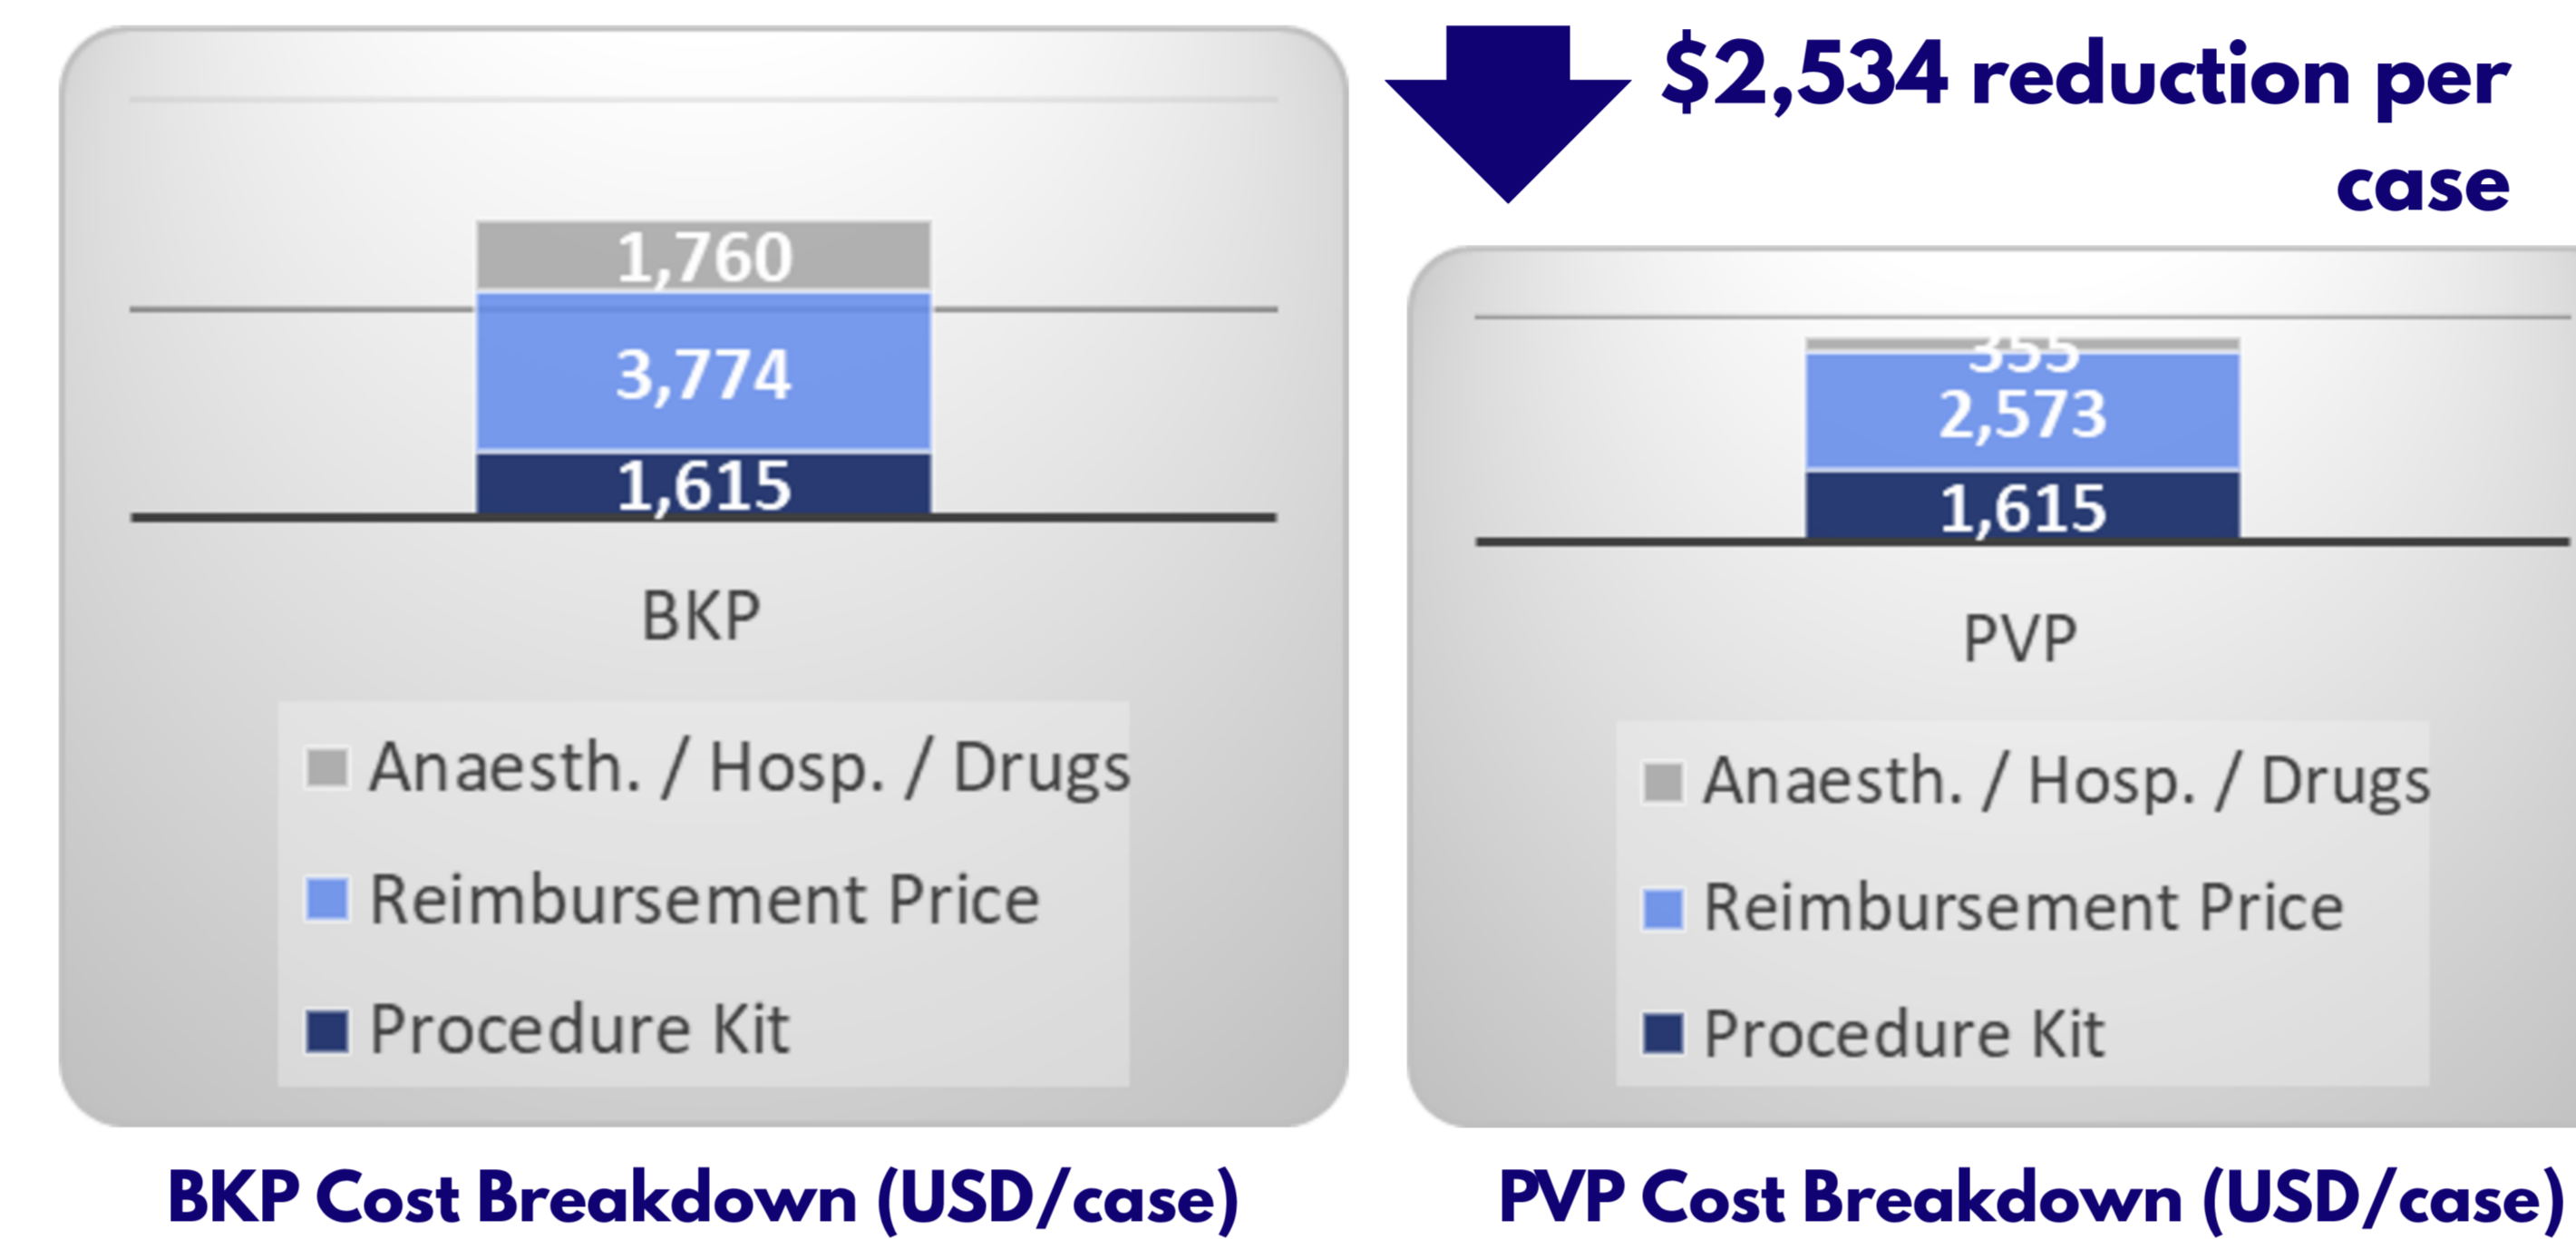 1,760
3,774
1,615
BKP
Anaesth. / Hosp. / Drugs
Reimbursement Price
Procedure Kit
BKP Cost Breakdown (USD/case)
$2,534 reduction per
case
355
2,573
1,615
PVP
Anaesth. / Hosp. / Drugs
Reimbursement Price
Procedure Kit
PVP Cost Breakdown (USD/case)